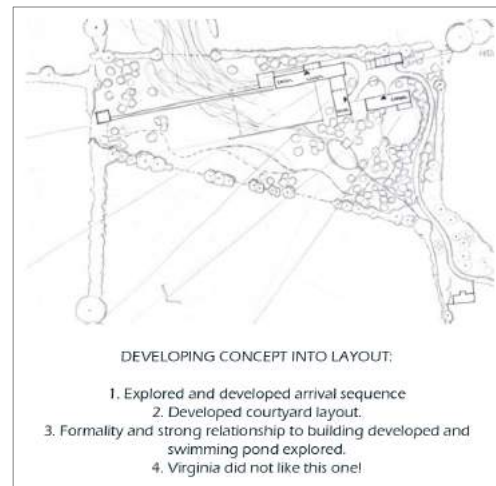 DEVELOPING CONCEPT INTO LAYOUT:
1. Explored and developed arrival sequence
2. Developed courtyard layout.
3. Formality and strong relationship to building developed and
swimming pond explored.
4. Virginia did not like this one!